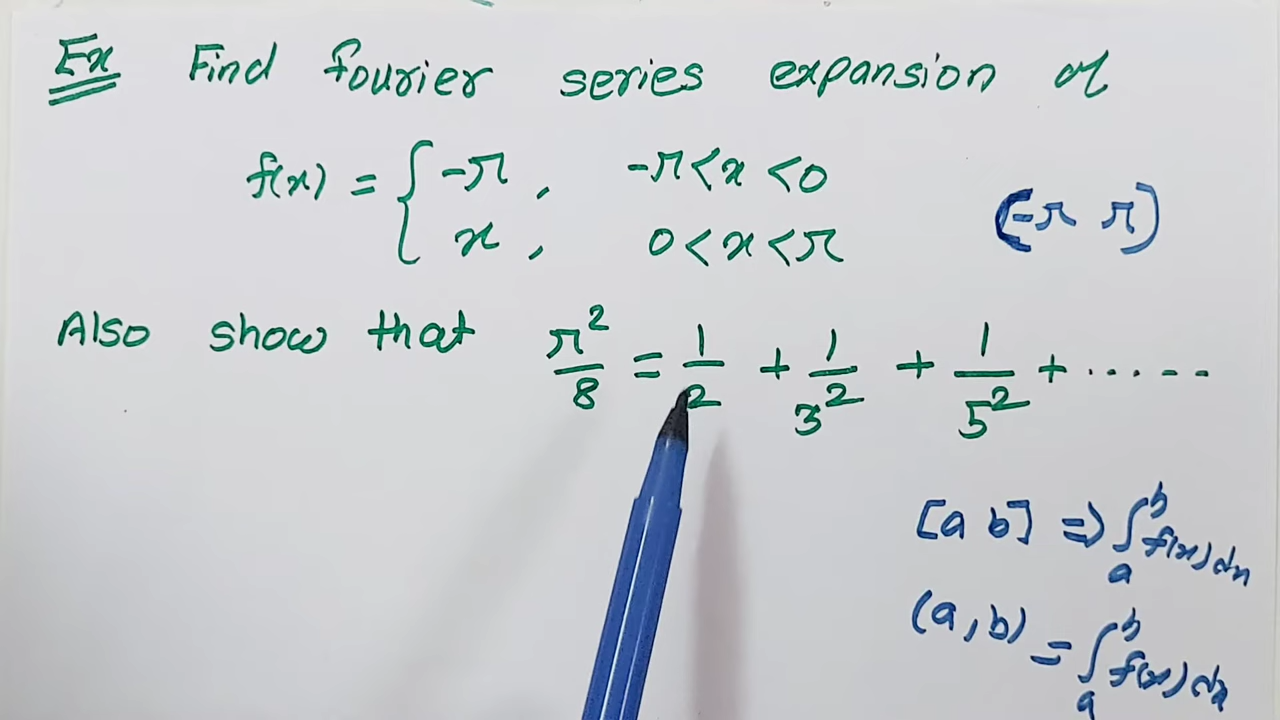 Ex Find fourier series expansion of
f(x) = { -π , -π < x < 0
x , 0 < x < π
(-π π)
Also show that π²/8 = 1/2 + 1/3² + 1/5² + ......
[a b] ⇒ ∫ₐᵇ f(x) dx
(a, b) = ∫ₐᵇ f(x) dx